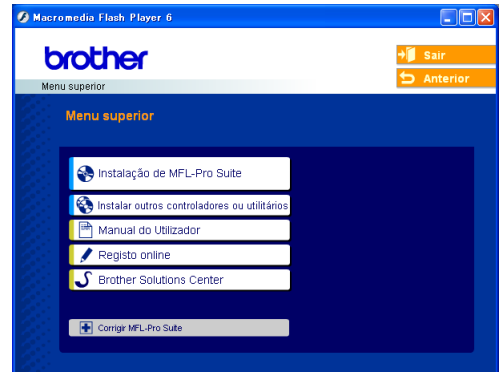 Macromedia Flash Player 6
brother
Sair
Anterior
Menu superior
Menu superior
Instalação de MFL-Pro Suite
Instalar outros controladores ou utilitários
Manual do Utilizador
Registo online
Brother Solutions Center
Corrigir MFL-Pro Suite